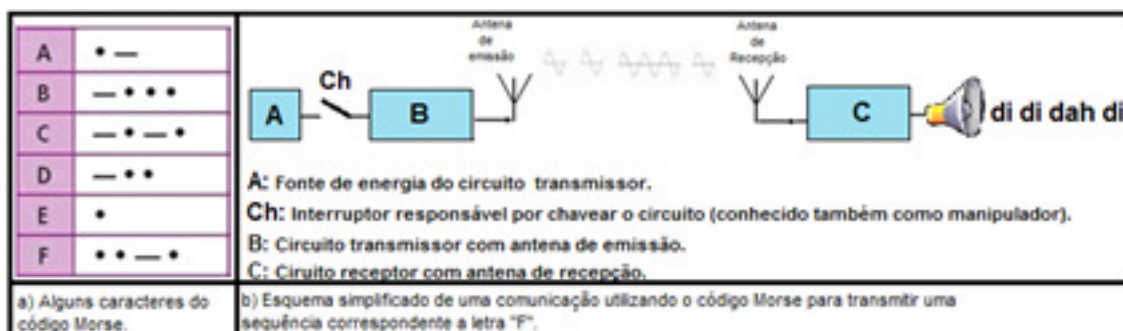 A • —
B — • • •
C — • — •
D — • •
E •
F • • — •
a) Alguns caracteres do
código Morse.
Antena
de
emissão
Antena
de
Recepção
Ch
A
B
C
di di dah di
A: Fonte de energia do circuito transmissor.
Ch: Interruptor responsável por chavear o circuito (conhecido também como manipulador).
B: Circuito transmissor com antena de emissão.
C: Ciruito receptor com antena de recepção.
b) Esquema simplificado de uma comunicação utilizando o código Morse para transmitir uma
sequência correspondente a letra "F".